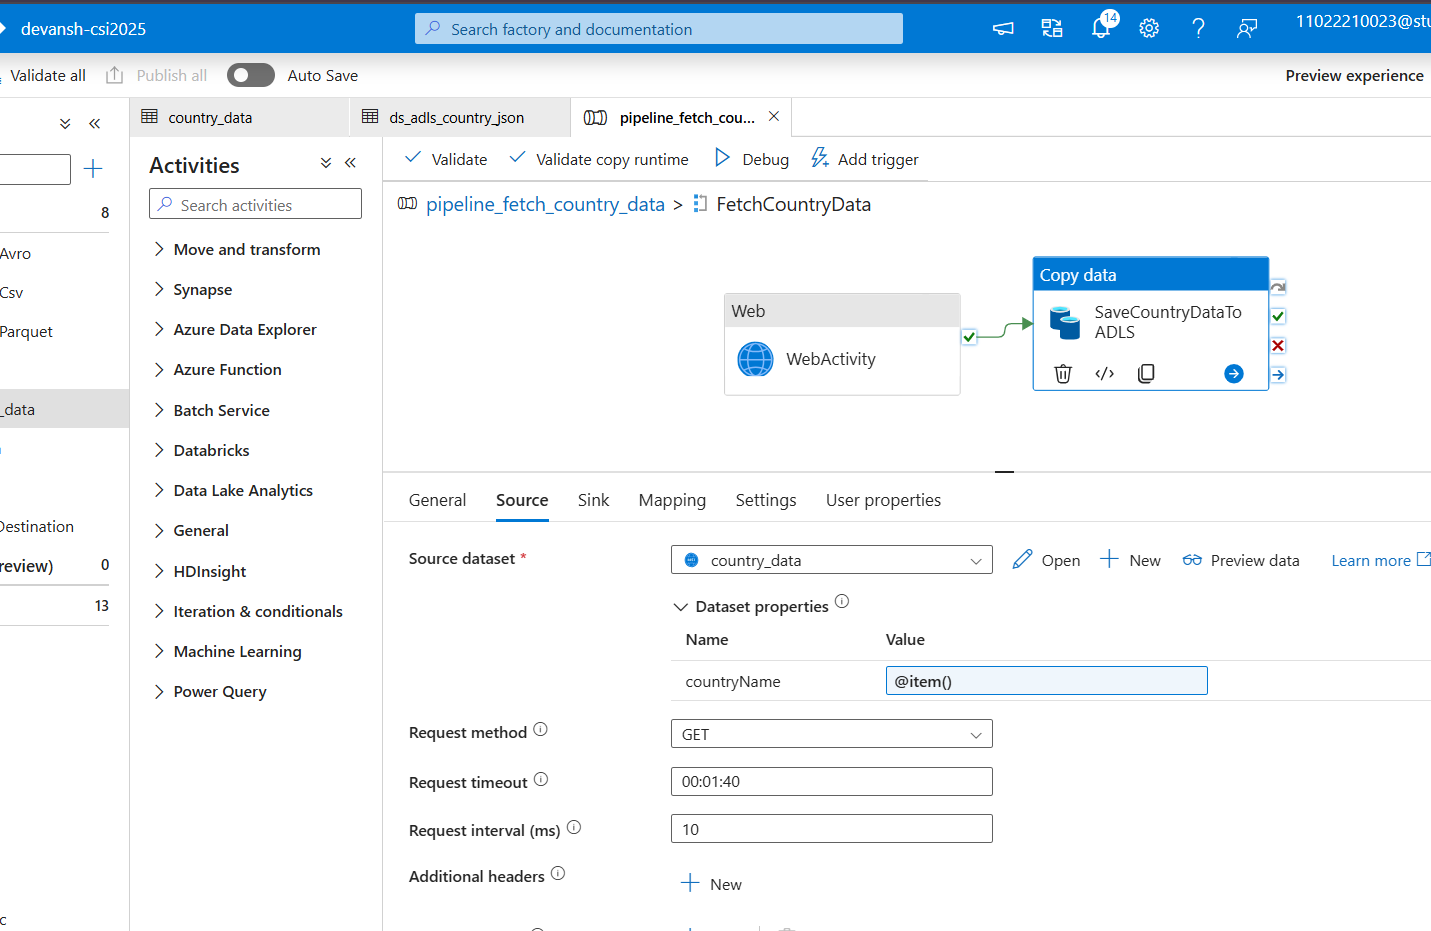 devansh-csi2025
Search factory and documentation
14
11022210023@stu
Validate all
Publish all
Auto Save
Preview experience
country_data
ds_adls_country_json
pipeline_fetch_cou...
8
Avro
Csv
Parquet
_data
Destination
review) 0
13
c
Activities
Search activities
Move and transform
Synapse
Azure Data Explorer
Azure Function
Batch Service
Databricks
Data Lake Analytics
General
HDInsight
Iteration & conditionals
Machine Learning
Power Query
Validate
Validate copy runtime
Debug
Add trigger
pipeline_fetch_country_data > FetchCountryData
Web
WebActivity
Copy data
SaveCountryDataTo
ADLS
General
Source
Sink
Mapping
Settings
User properties
Source dataset *
country_data
Open
New
Preview data
Learn more
Dataset properties
Name Value
countryName @item()
Request method
GET
Request timeout
00:01:40
Request interval (ms)
10
Additional headers
New